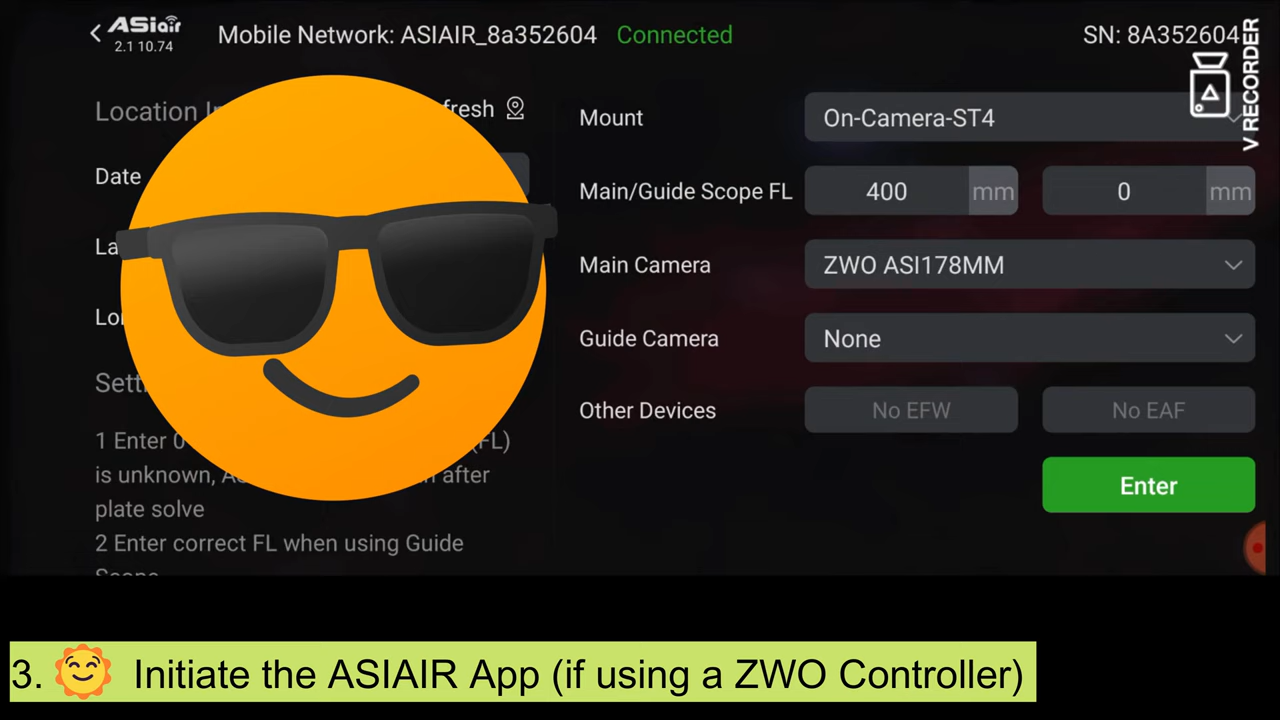 ASiair
2.1 10.74
Mobile Network: ASIAIR_8a352604 Connected
SN: 8A352604
V RECORDER
Location
Date
Mount
On-Camera-ST4
Main/Guide Scope FL
400 mm
0 mm
Main Camera
ZWO ASI178MM
Guide Camera
None
Other Devices
No EFW
No EAF
Enter
1 Enter 0 (FL)
is unknown, after
plate solve
2 Enter correct FL when using Guide
3. Initiate the ASIAIR App (if using a ZWO Controller)